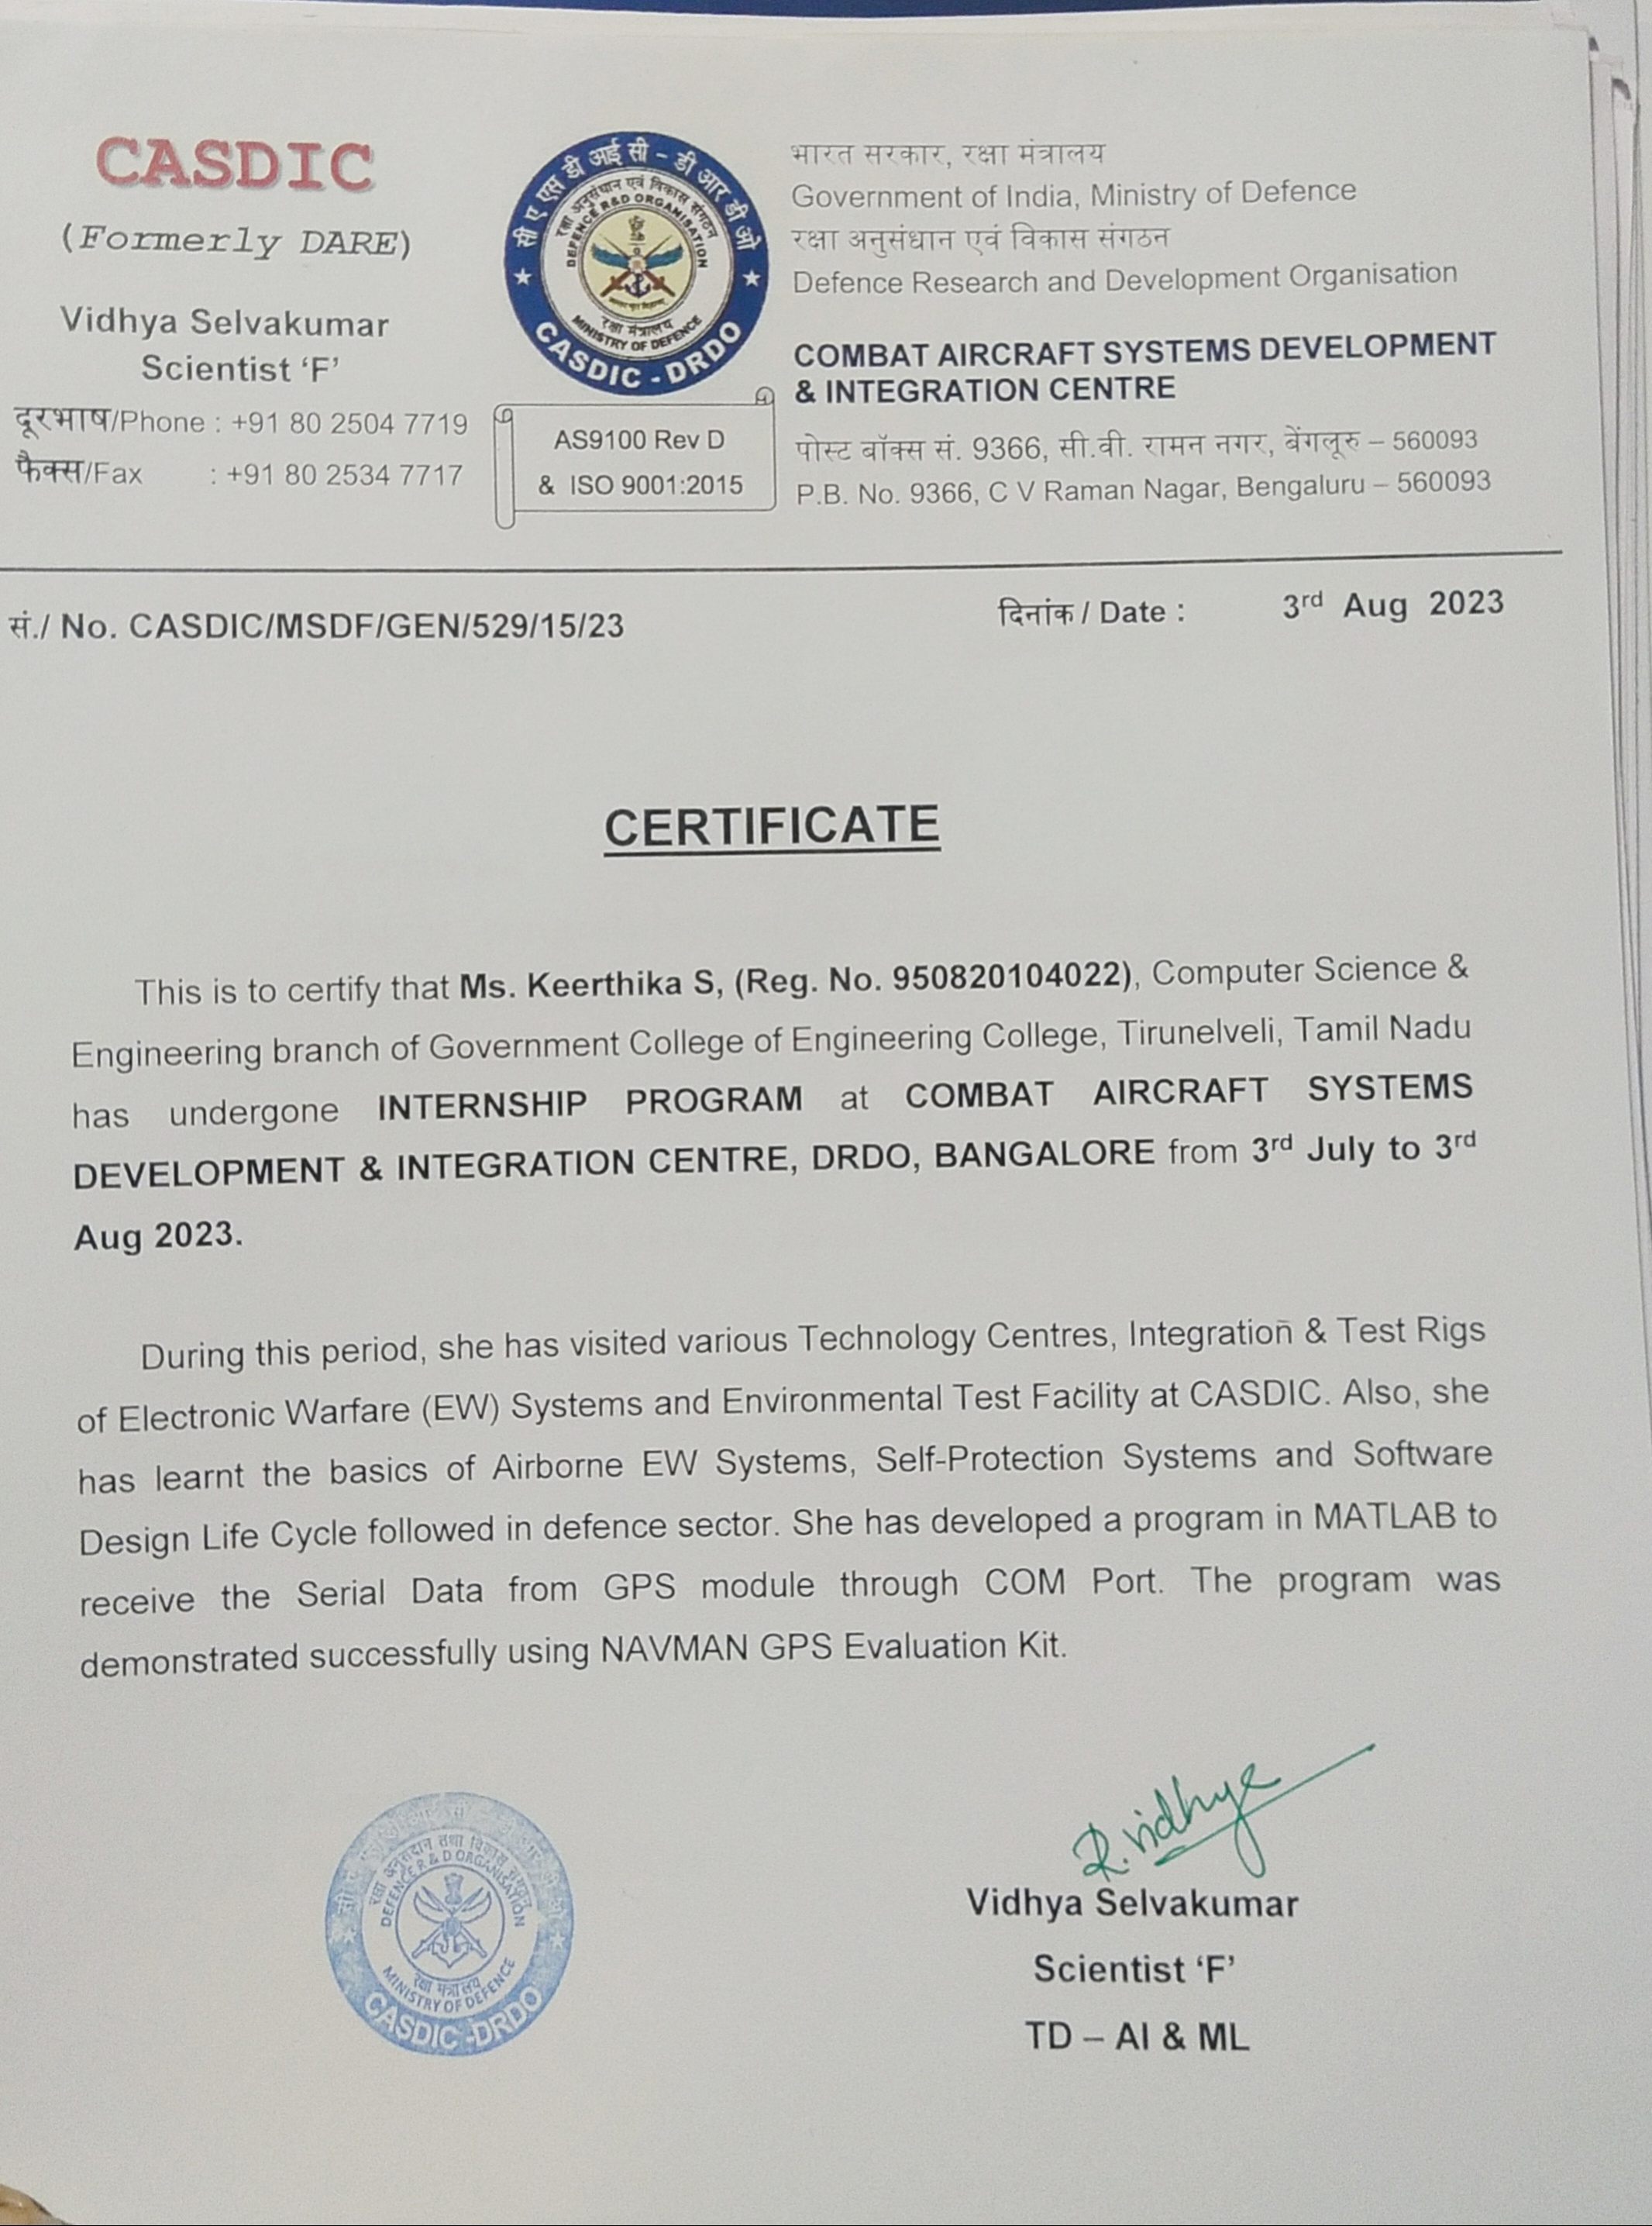 CASDIC
(Formerly DARE)
Vidhya Selvakumar
Scientist ‘F’
दूरभाष/Phone : +91 80 2504 7719
फैक्स/Fax : +91 80 2534 7717
सी ए एस डी आई सी - डी आर डी ओ
रक्षा अनुसंधान एवं विकास संगठन
DEFENCE R&D ORGANISATION
रक्षा मंत्रालय
MINISTRY OF DEFENCE
CASDIC - DRDO
AS9100 Rev D
& ISO 9001:2015
भारत सरकार, रक्षा मंत्रालय
Government of India, Ministry of Defence
रक्षा अनुसंधान एवं विकास संगठन
Defence Research and Development Organisation
COMBAT AIRCRAFT SYSTEMS DEVELOPMENT
& INTEGRATION CENTRE
पोस्ट बॉक्स सं. 9366, सी.वी. रामन नगर, बेंगलूरु – 560093
P.B. No. 9366, C V Raman Nagar, Bengaluru – 560093
सं./ No. CASDIC/MSDF/GEN/529/15/23
दिनांक / Date : 3rd Aug 2023
CERTIFICATE
This is to certify that Ms. Keerthika S, (Reg. No. 950820104022), Computer Science &
Engineering branch of Government College of Engineering College, Tirunelveli, Tamil Nadu
has undergone INTERNSHIP PROGRAM at COMBAT AIRCRAFT SYSTEMS
DEVELOPMENT & INTEGRATION CENTRE, DRDO, BANGALORE from 3rd July to 3rd
Aug 2023.
During this period, she has visited various Technology Centres, Integration & Test Rigs
of Electronic Warfare (EW) Systems and Environmental Test Facility at CASDIC. Also, she
has learnt the basics of Airborne EW Systems, Self-Protection Systems and Software
Design Life Cycle followed in defence sector. She has developed a program in MATLAB to
receive the Serial Data from GPS module through COM Port. The program was
demonstrated successfully using NAVMAN GPS Evaluation Kit.
रक्षा अनुसंधान तथा विकास संगठन
DEFENCE R & D ORGANISATION
रक्षा मंत्रालय
MINISTRY OF DEFENCE
CASDIC - DRDO
R. Vidhya
Vidhya Selvakumar
Scientist ‘F’
TD – AI & ML